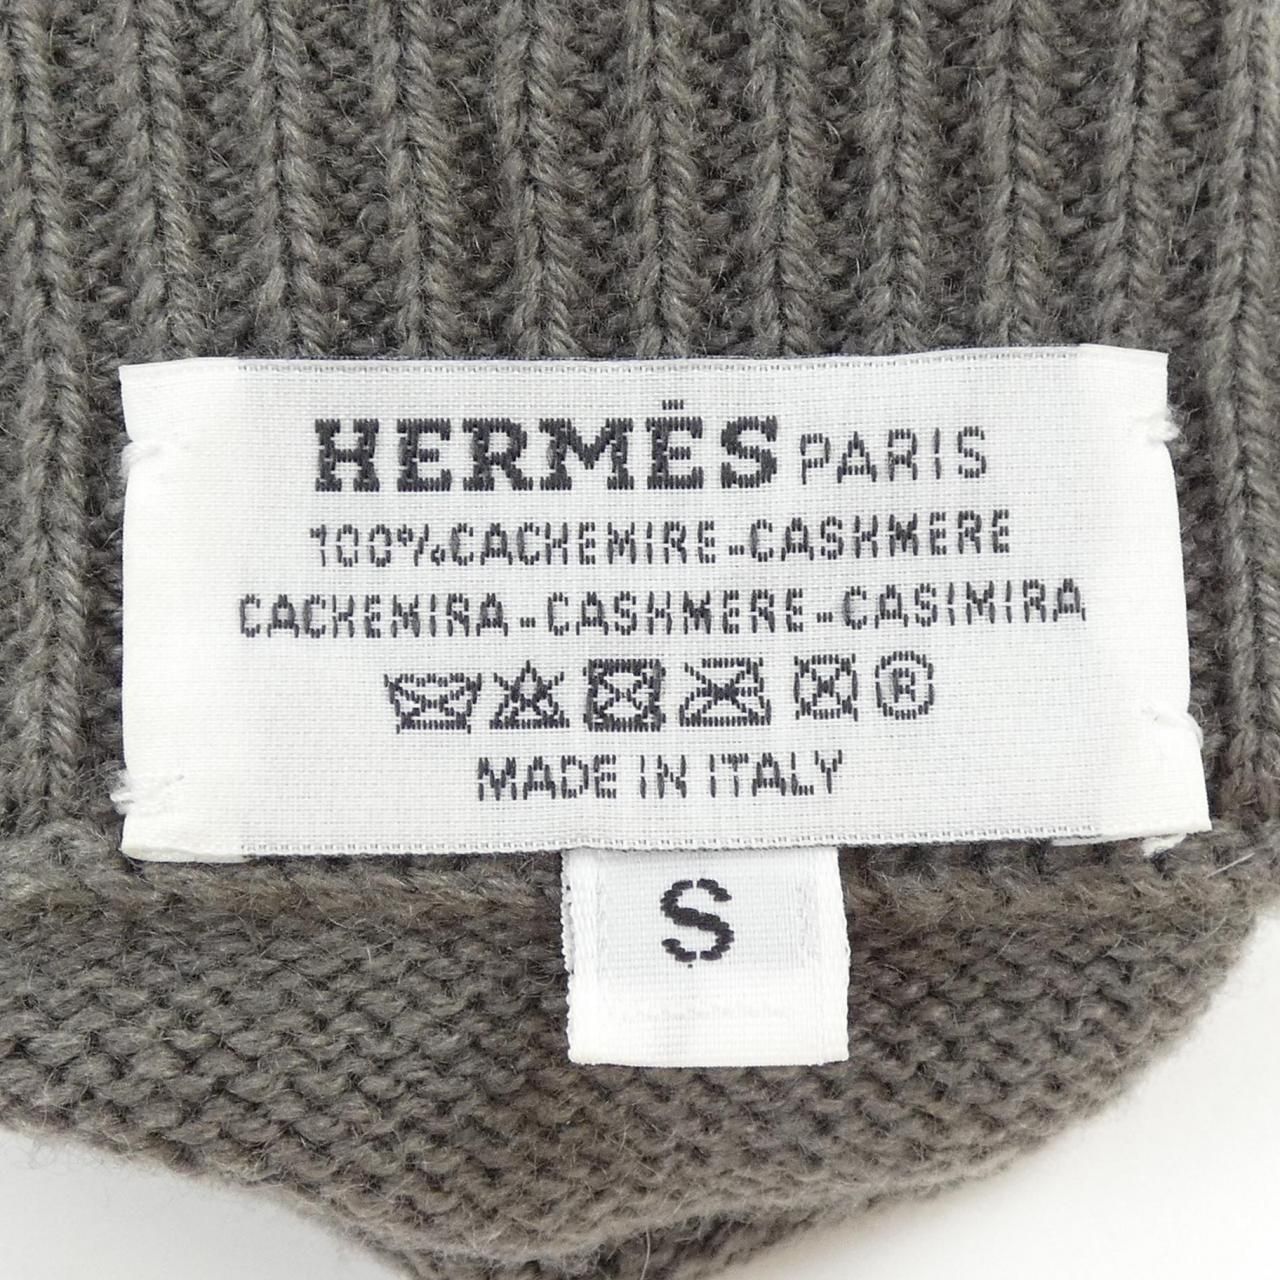 HERMÈS PARIS
100%CACHEMIRE-CASHMERE
CACHEMIRA-CASHMERE-CASIMIRA
®
MADE IN ITALY
S